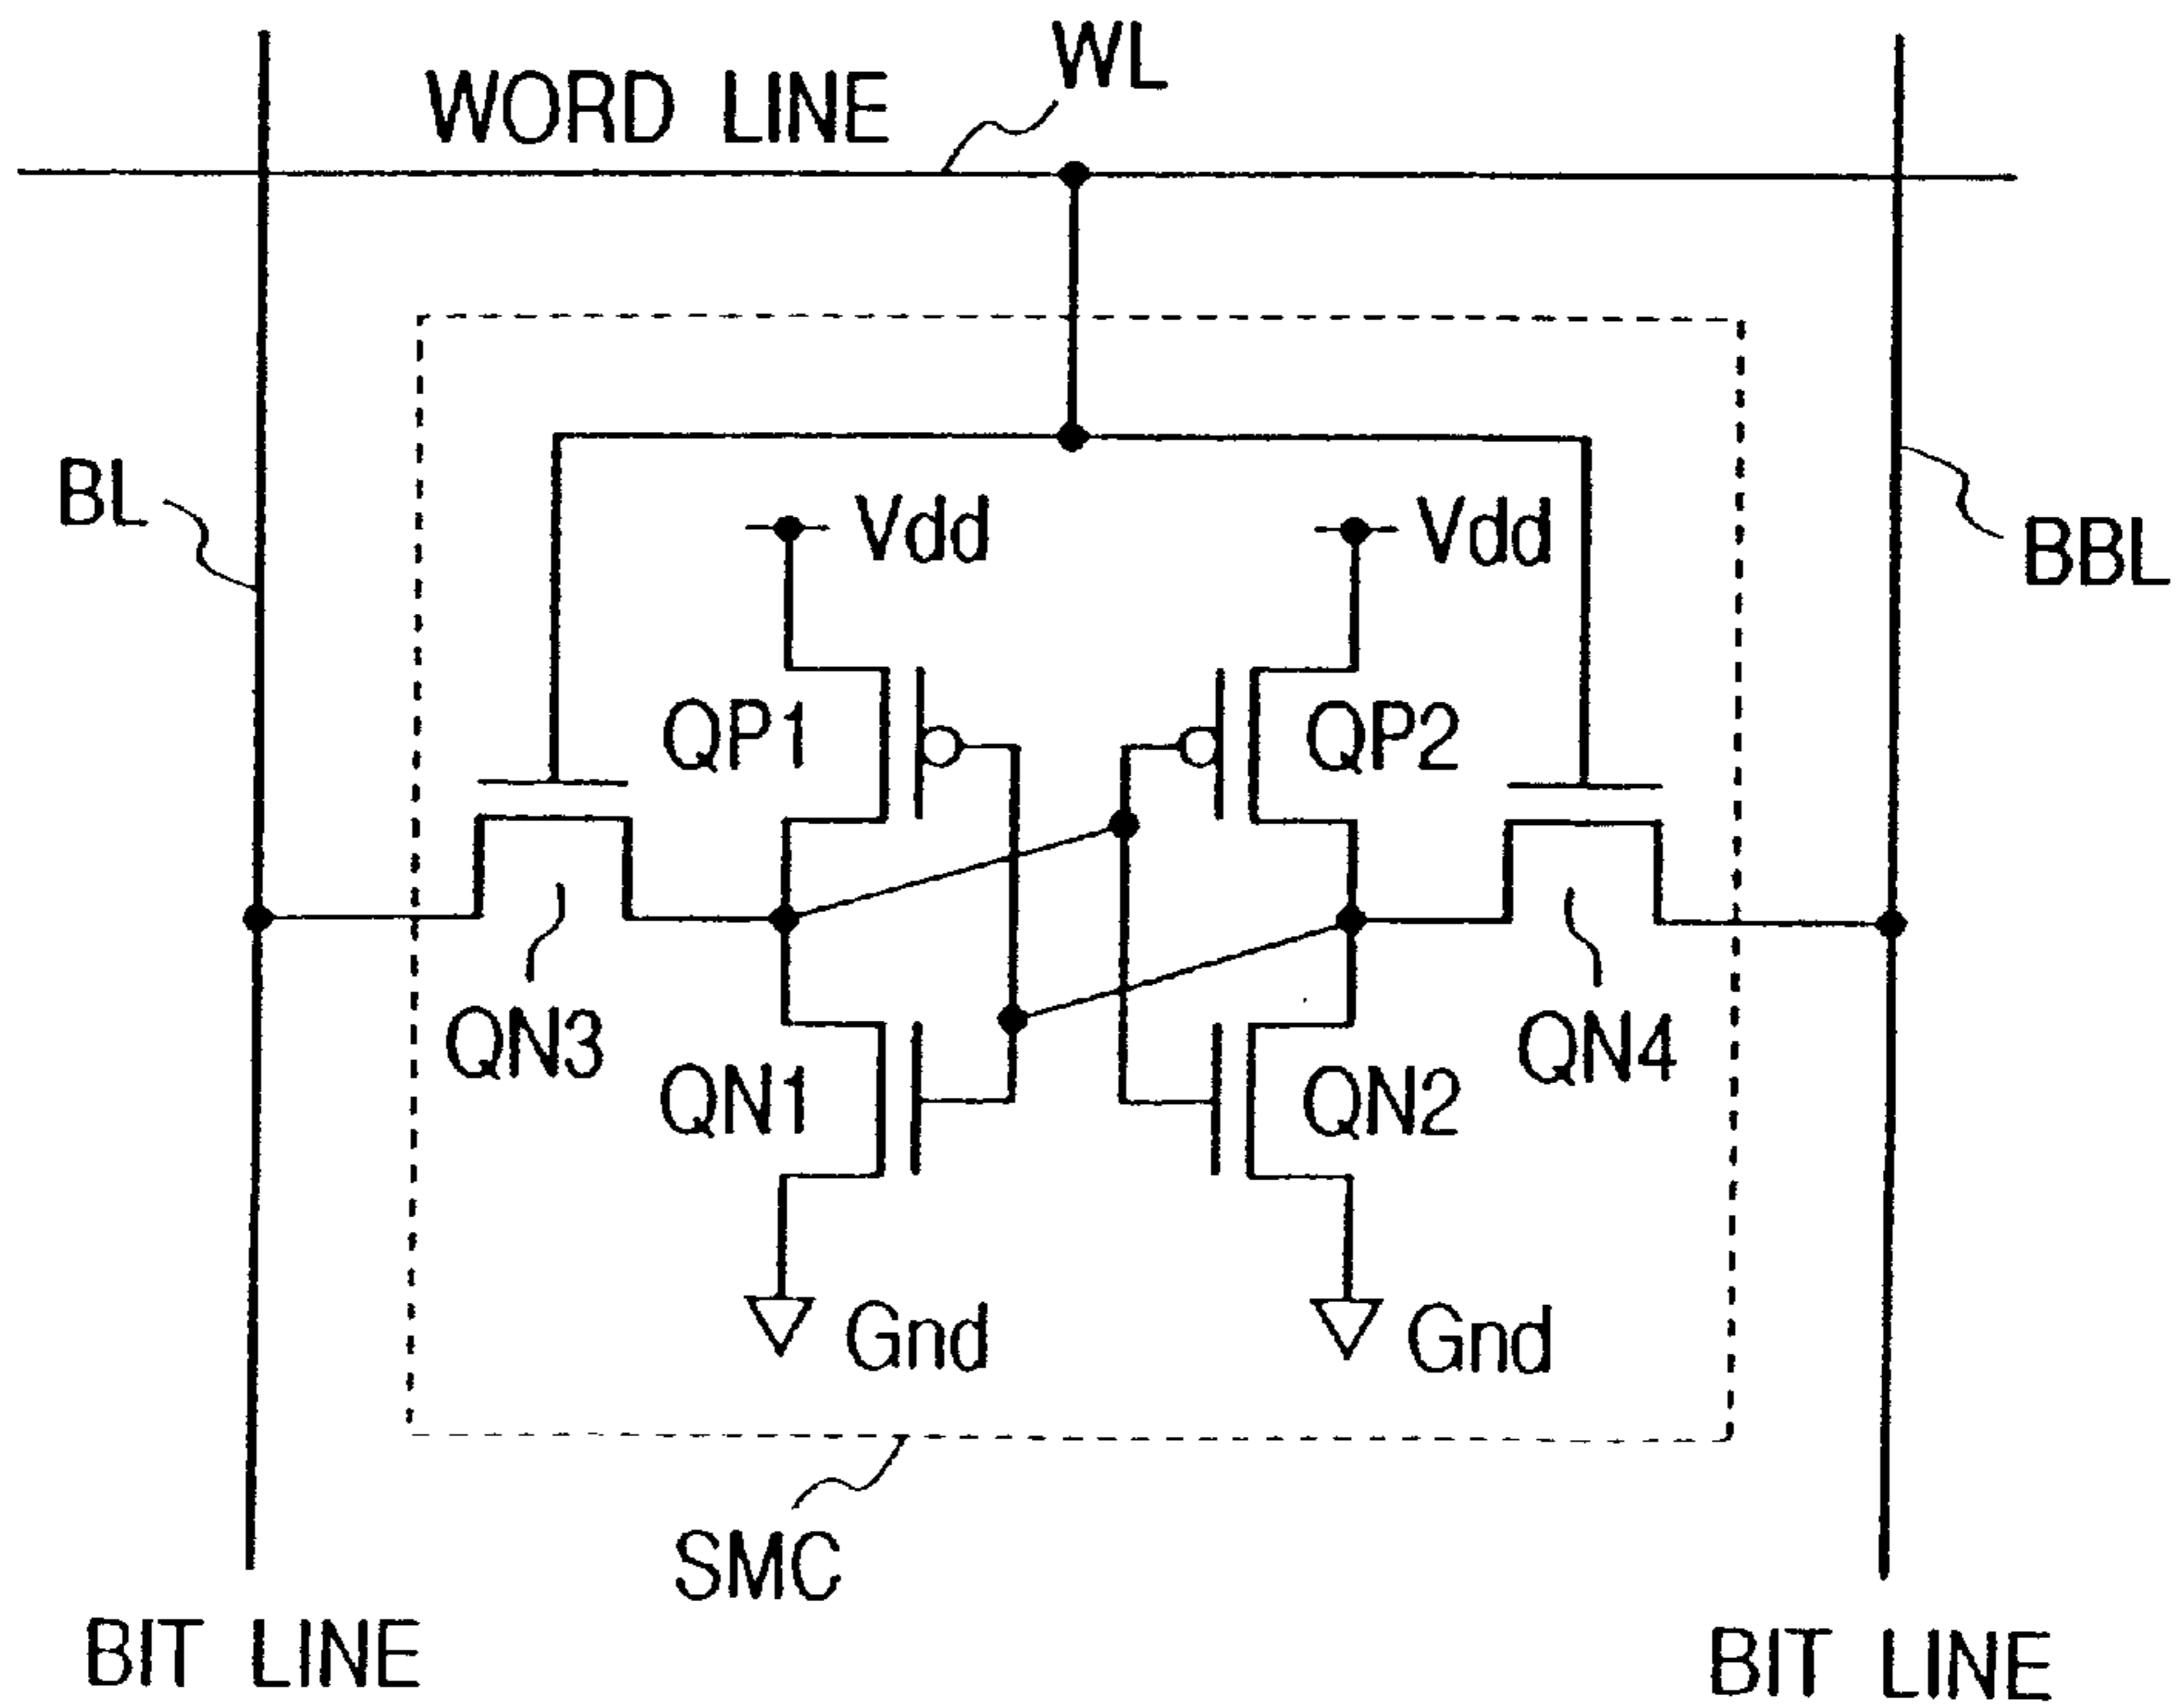 WL
WORD LINE
BL
Vdd
Vdd
BBL
QP1
QP2
QN3
QN4
QN1
QN2
Gnd
Gnd
SMC
BIT LINE
BIT LINE